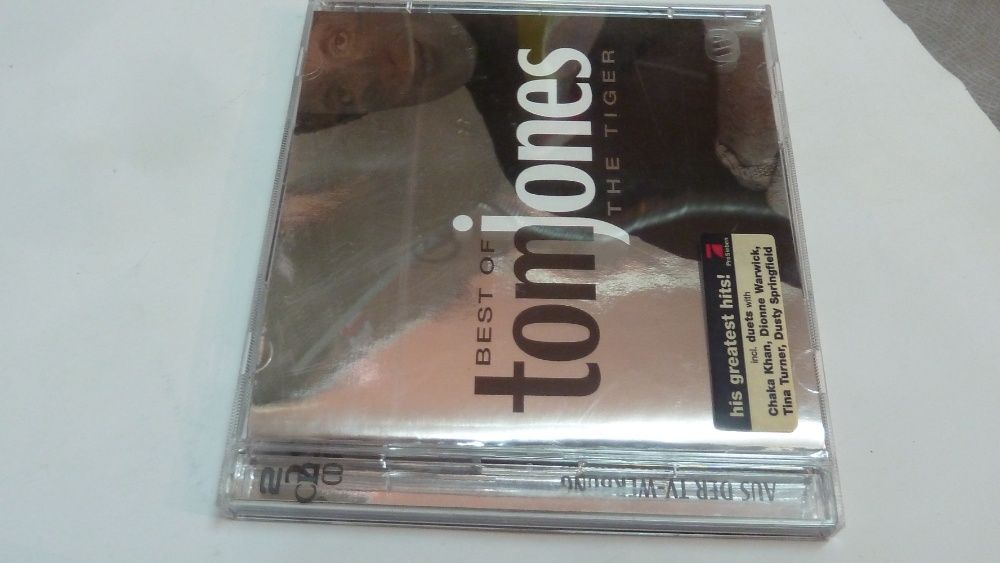 BEST OF
tomjones
THE TIGER
his greatest hits!
ProSieben
incl. duets with
Chaka Khan, Dionne Warwick,
Tina Turner, Dusty Springfield
2
CD
AUS DER TV-WERBUNG